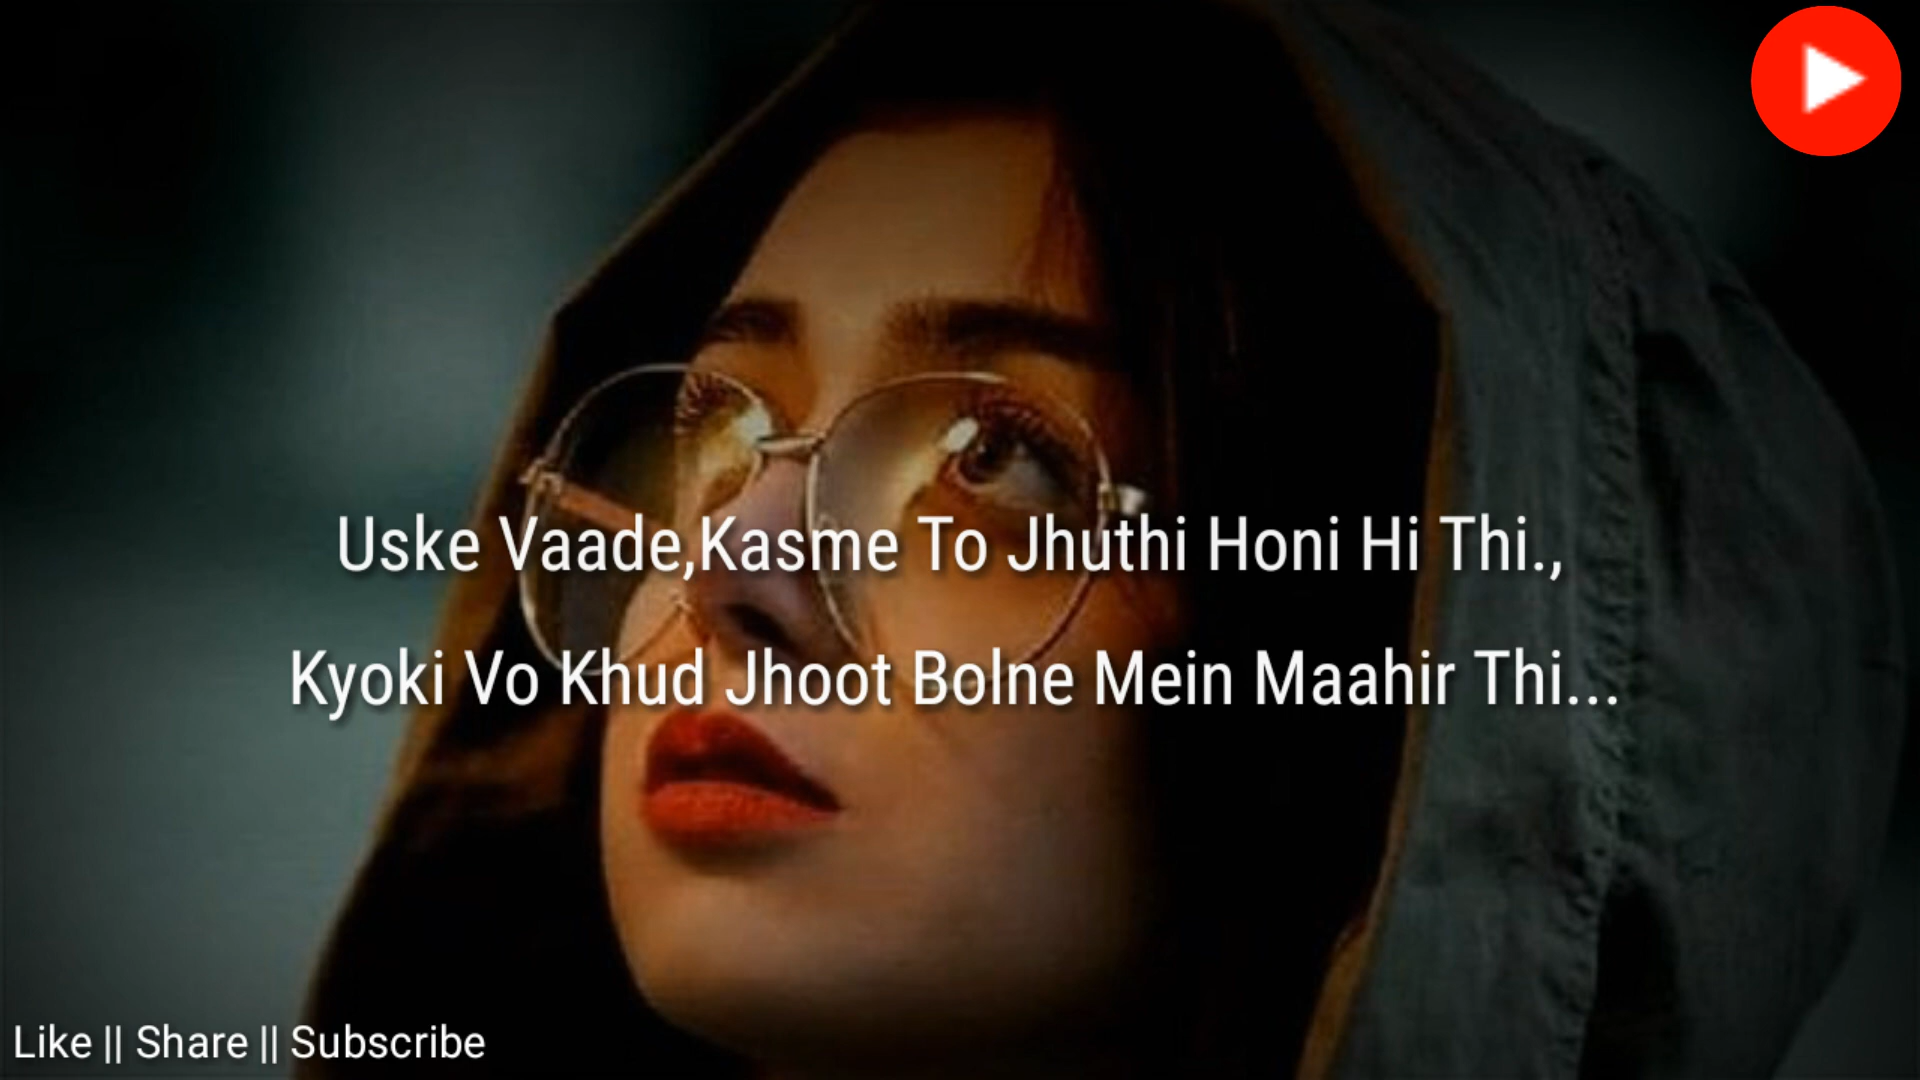 Uske Vaade,Kasme To Jhuthi Honi Hi Thi.,
Kyoki Vo Khud Jhoot Bolne Mein Maahir Thi...
Like || Share || Subscribe